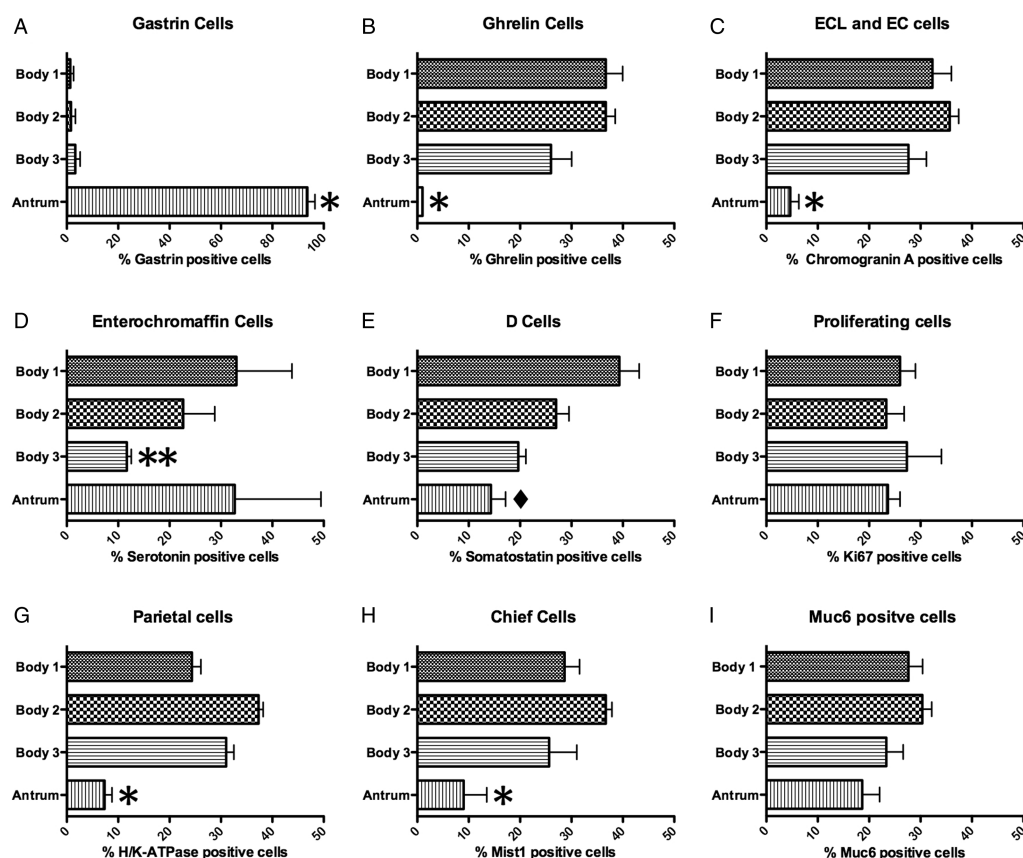 A Gastrin Cells
Body 1
Body 2
Body 3
Antrum *
0 20 40 60 80 100
% Gastrin positive cells
B Ghrelin Cells
Body 1
Body 2
Body 3
Antrum *
0 10 20 30 40 50
% Ghrelin positive cells
C ECL and EC cells
Body 1
Body 2
Body 3
Antrum *
0 10 20 30 40 50
% Chromogranin A positive cells
D Enterochromaffin Cells
Body 1
Body 2
Body 3 **
Antrum
0 10 20 30 40 50
% Serotonin positive cells
E D Cells
Body 1
Body 2
Body 3
Antrum ♦
0 10 20 30 40 50
% Somatostatin positive cells
F Proliferating cells
Body 1
Body 2
Body 3
Antrum
0 10 20 30 40 50
% Ki67 positive cells
G Parietal cells
Body 1
Body 2
Body 3
Antrum *
0 10 20 30 40 50
% H/K-ATPase positive cells
H Chief Cells
Body 1
Body 2
Body 3
Antrum *
0 10 20 30 40 50
% Mist1 positive cells
I Muc6 positve cells
Body 1
Body 2
Body 3
Antrum
0 10 20 30 40 50
% Muc6 positive cells